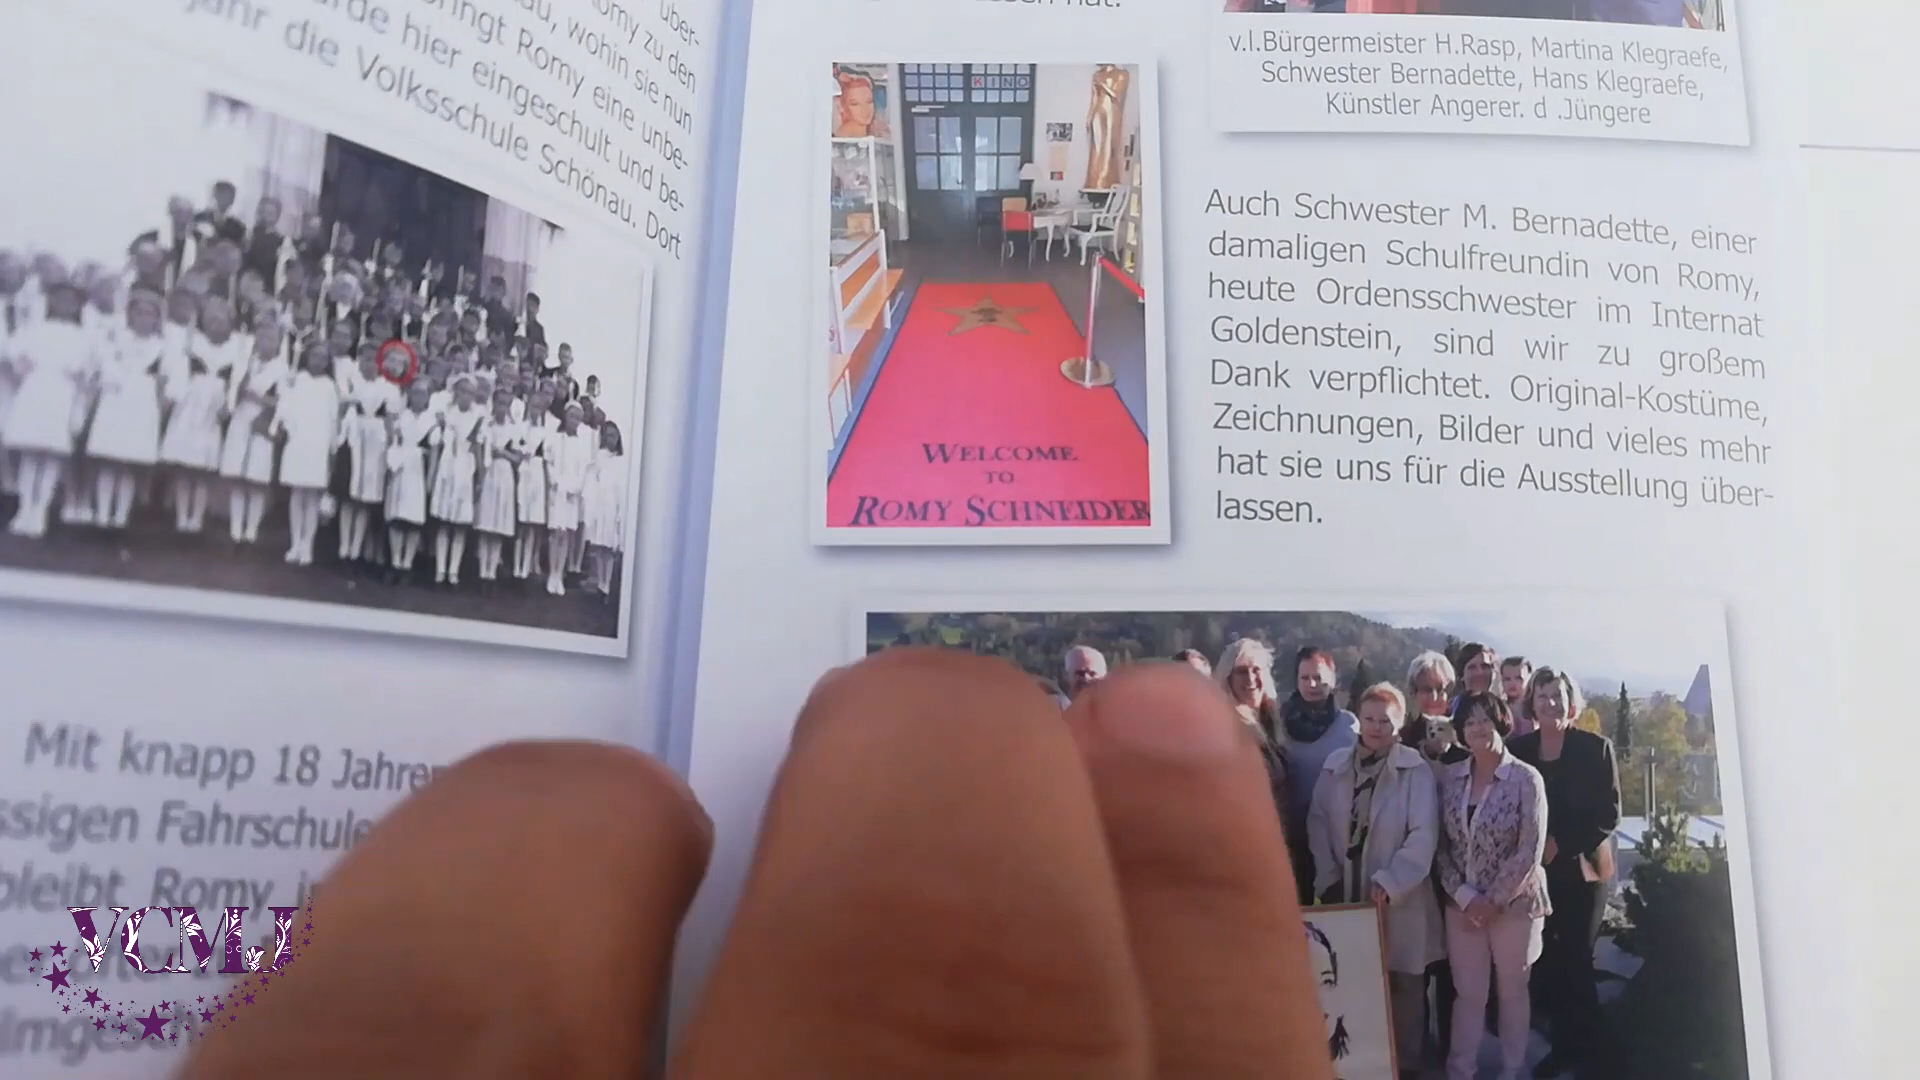 über-
Romy zu den
wohin sie nun
bringt Romy eine unbe-
hier eingeschult und be-
die Volksschule Schönau. Dort
Mit knapp 18 Jahren
ssigen Fahrschule
bleibt Romy
v.l.Bürgermeister H.Rasp, Martina Klegraefe,
Schwester Bernadette, Hans Klegraefe,
Künstler Angerer. d .Jüngere
KINO
WELCOME
TO
ROMY SCHNEIDER
Auch Schwester M. Bernadette, einer
damaligen Schulfreundin von Romy,
heute Ordensschwester im Internat
Goldenstein, sind wir zu großem
Dank verpflichtet. Original-Kostüme,
Zeichnungen, Bilder und vieles mehr
hat sie uns für die Ausstellung über-
lassen.
VCMJ